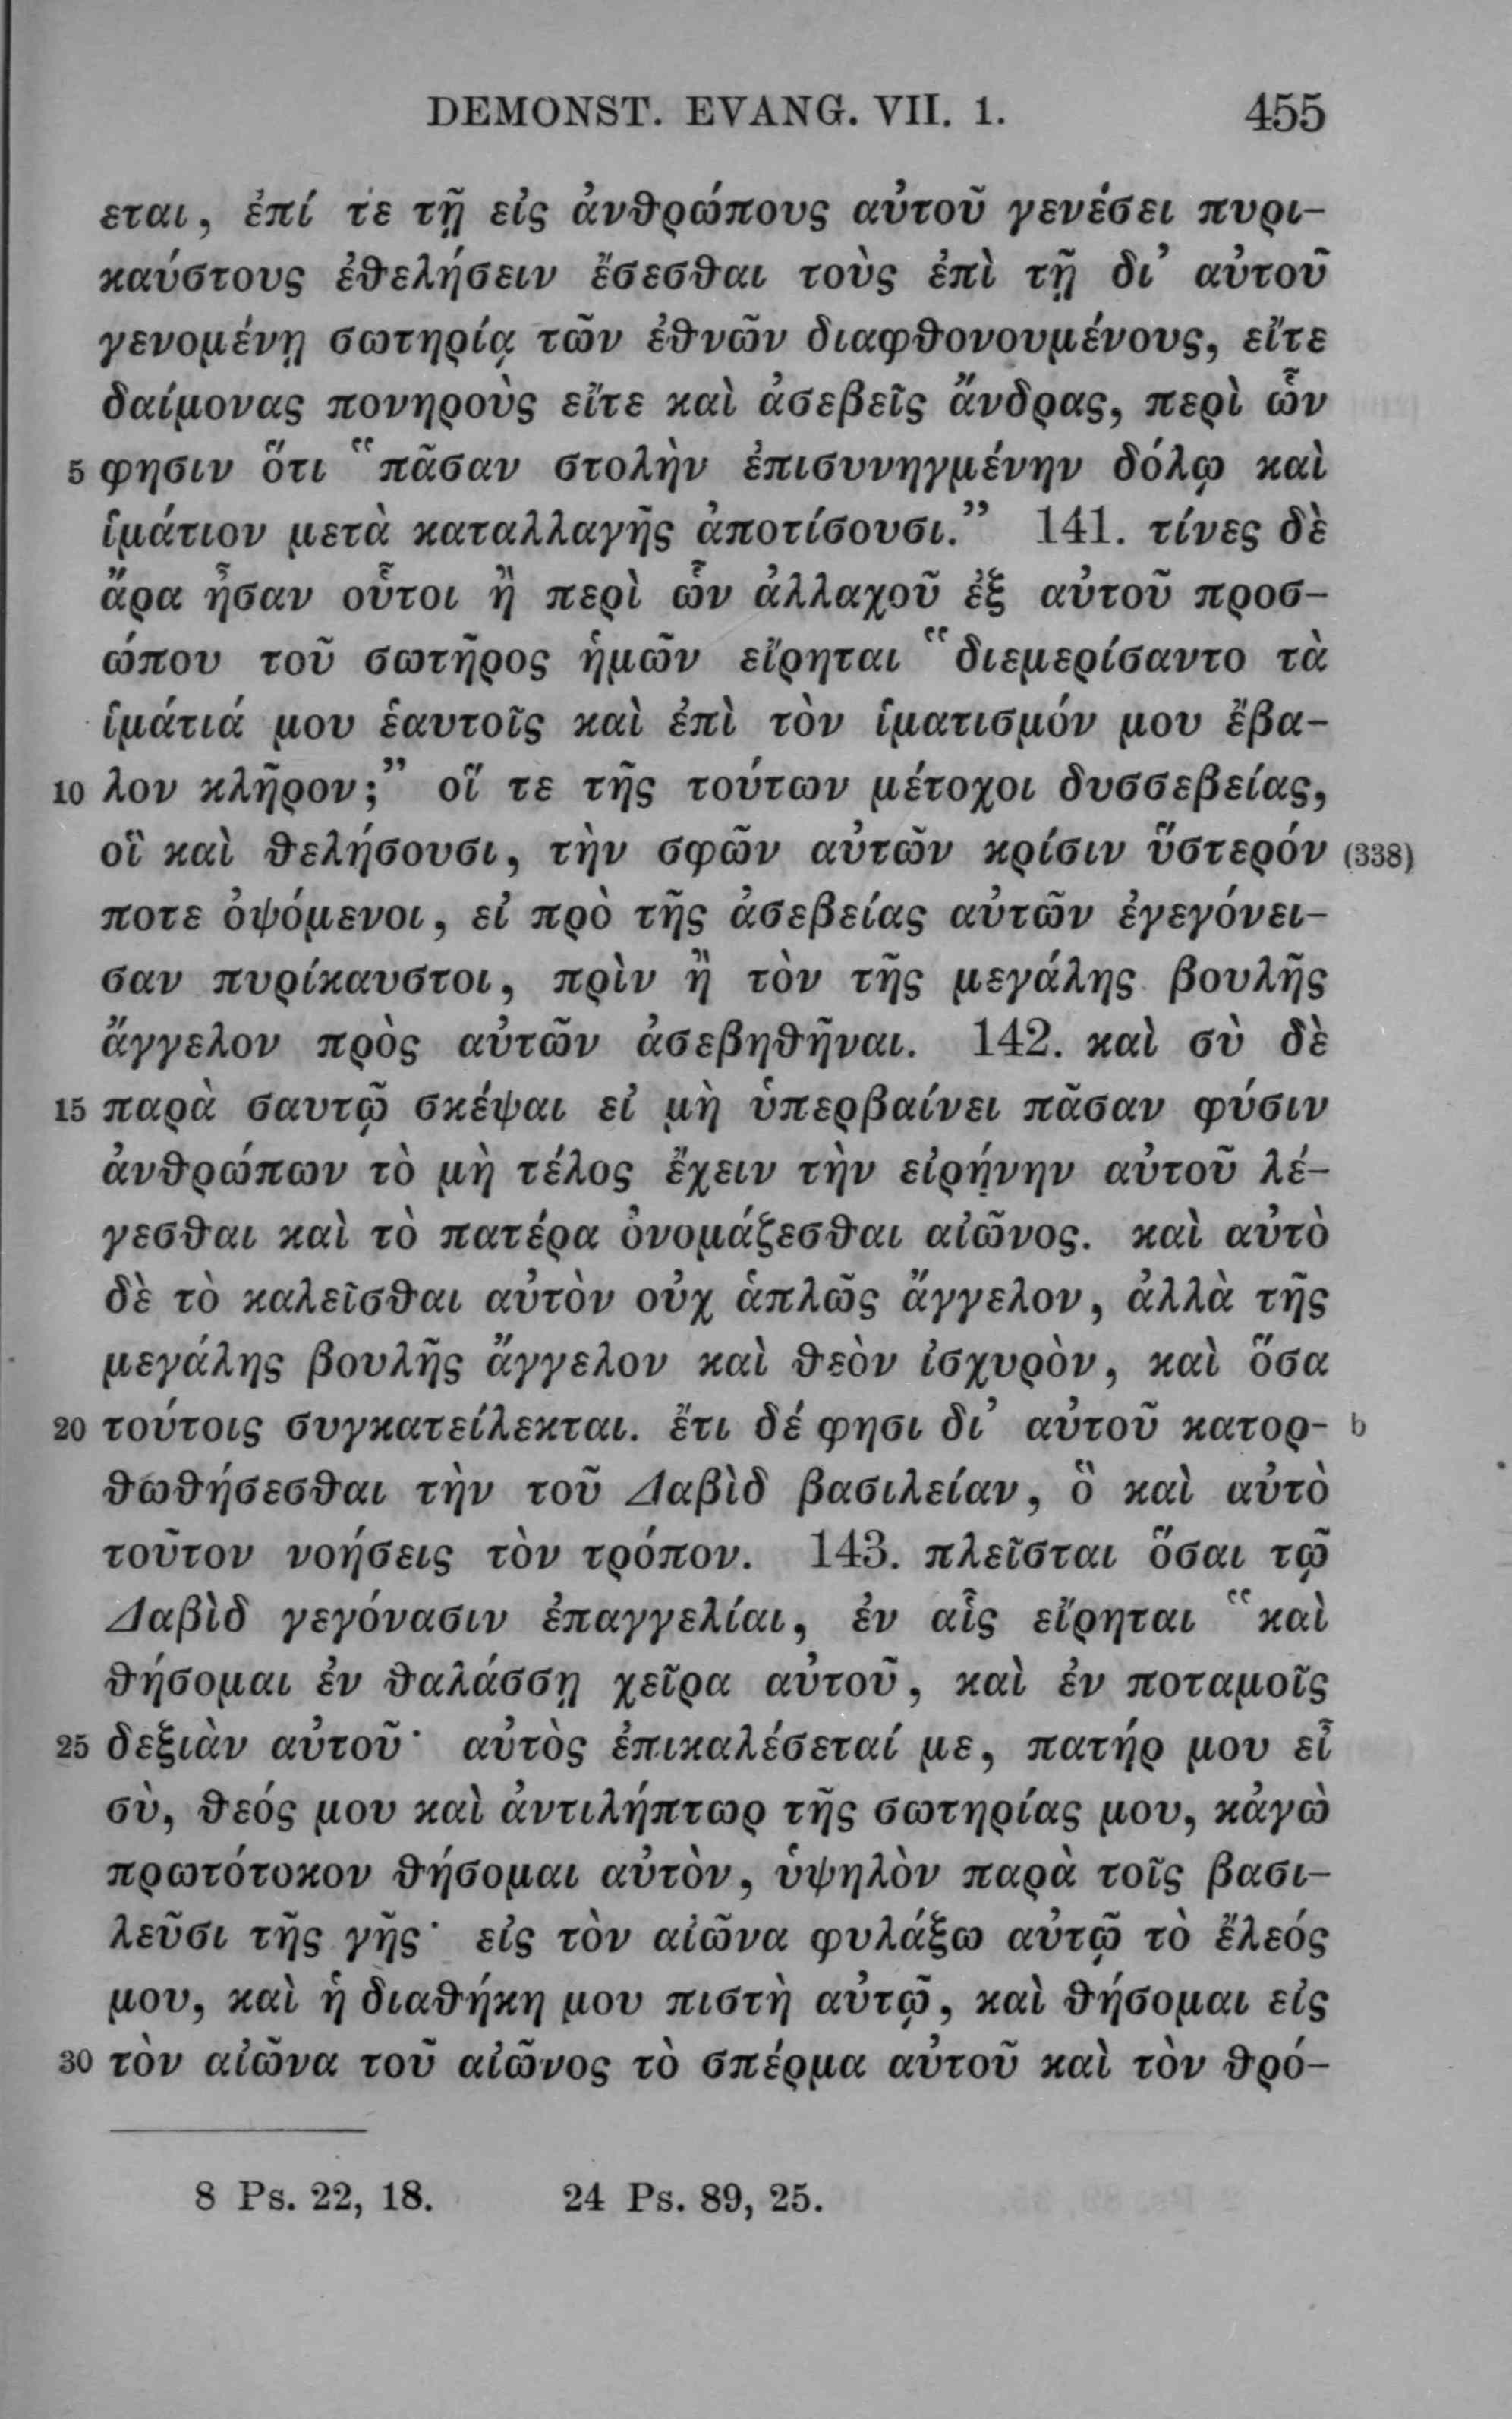 DEMONST. EVANG. VII. 1. 455
εται, ἐπί τε τῇ εἰς ἀνθρώπους αὐτοῦ γενέσει πυρι-
καύστους ἐθελήσειν ἔσεσθαι τοὺς ἐπὶ τῇ δι’ αὐτοῦ
γενομένῃ σωτηρίᾳ τῶν ἐθνῶν διαφθονουμένους, εἴτε
δαίμονας πονηροὺς εἴτε καὶ ἀσεβεῖς ἄνδρας, περὶ ὧν
5 φησιν ὅτι “πᾶσαν στολὴν ἐπισυνηγμένην δόλῳ καὶ
ἱμάτιον μετὰ καταλλαγῆς ἀποτίσουσι.” 141. τίνες δὲ
ἄρα ἦσαν οὗτοι ἢ περὶ ὧν ἀλλαχοῦ ἐξ αὐτοῦ προσ-
ώπου τοῦ σωτῆρος ἡμῶν εἴρηται “διεμερίσαντο τὰ
ἱμάτιά μου ἑαυτοῖς καὶ ἐπὶ τὸν ἱματισμόν μου ἔβα-
10 λον κλῆρον;” οἵ τε τῆς τούτων μέτοχοι δυσσεβείας,
οἳ καὶ θελήσουσι, τὴν σφῶν αὐτῶν κρίσιν ὕστερόν (338)
ποτε ὀψόμενοι, εἰ πρὸ τῆς ἀσεβείας αὐτῶν ἐγεγόνει-
σαν πυρίκαυστοι, πρὶν ἢ τὸν τῆς μεγάλης βουλῆς
ἄγγελον πρὸς αὐτῶν ἀσεβηθῆναι. 142. καὶ σὺ δὲ
15 παρὰ σαυτῷ σκέψαι εἰ μὴ ὑπερβαίνει πᾶσαν φύσιν
ἀνθρώπων τὸ μὴ τέλος ἔχειν τὴν εἰρήνην αὐτοῦ λέ-
γεσθαι καὶ τὸ πατέρα ὀνομάζεσθαι αἰῶνος. καὶ αὐτὸ
δὲ τὸ καλεῖσθαι αὐτὸν οὐχ ἁπλῶς ἄγγελον, ἀλλὰ τῆς
μεγάλης βουλῆς ἄγγελον καὶ θεὸν ἰσχυρὸν, καὶ ὅσα
20 τούτοις συγκατείλεκται. ἔτι δέ φησι δι’ αὐτοῦ κατορ- b
θωθήσεσθαι τὴν τοῦ Δαβὶδ βασιλείαν, ὃ καὶ αὐτὸ
τοῦτον νοήσεις τὸν τρόπον. 143. πλεῖσται ὅσαι τῷ
Δαβὶδ γεγόνασιν ἐπαγγελίαι, ἐν αἷς εἴρηται “καὶ
θήσομαι ἐν θαλάσσῃ χεῖρα αὐτοῦ, καὶ ἐν ποταμοῖς
25 δεξιὰν αὐτοῦ· αὐτὸς ἐπικαλέσεταί με, πατήρ μου εἶ
σὺ, θεός μου καὶ ἀντιλήπτωρ τῆς σωτηρίας μου, κἀγὼ
πρωτότοκον θήσομαι αὐτὸν, ὑψηλὸν παρὰ τοῖς βασι-
λεῦσι τῆς γῆς· εἰς τὸν αἰῶνα φυλάξω αὐτῷ τὸ ἔλεός
μου, καὶ ἡ διαθήκη μου πιστὴ αὐτῷ, καὶ θήσομαι εἰς
30 τὸν αἰῶνα τοῦ αἰῶνος τὸ σπέρμα αὐτοῦ καὶ τὸν θρό-
8 Ps. 22, 18. 24 Ps. 89, 25.